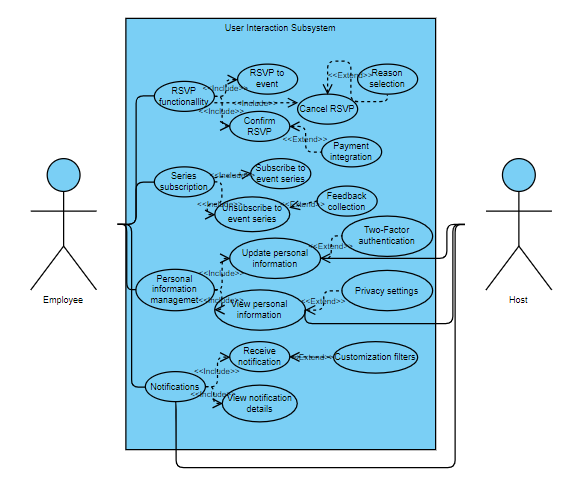 User Interaction Subsystem
RSVP to
event
<<Extend>>
Reason
selection
RSVP
functionallity
<<Include>>
<<Include>>
<<Include>>
Cancel RSVP
Confirm
RSVP
<<Extend>>
Payment
integration
Series
subscription
<<Include>>
Subscribe to
event series
<<Include>>
Unsubscribe to
event series
<<Extend>>
Feedback
collection
Two-Factor
authentication
<<Extend>>
Update personal
information
<<Include>>
Personal
information
managemet
<<Include>>
View personal
information
<<Extend>>
Privacy settings
Employee
Host
Receive
notification
<<Extend>>
Customization filters
<<Include>>
Notifications
<<Include>>
View notification
details